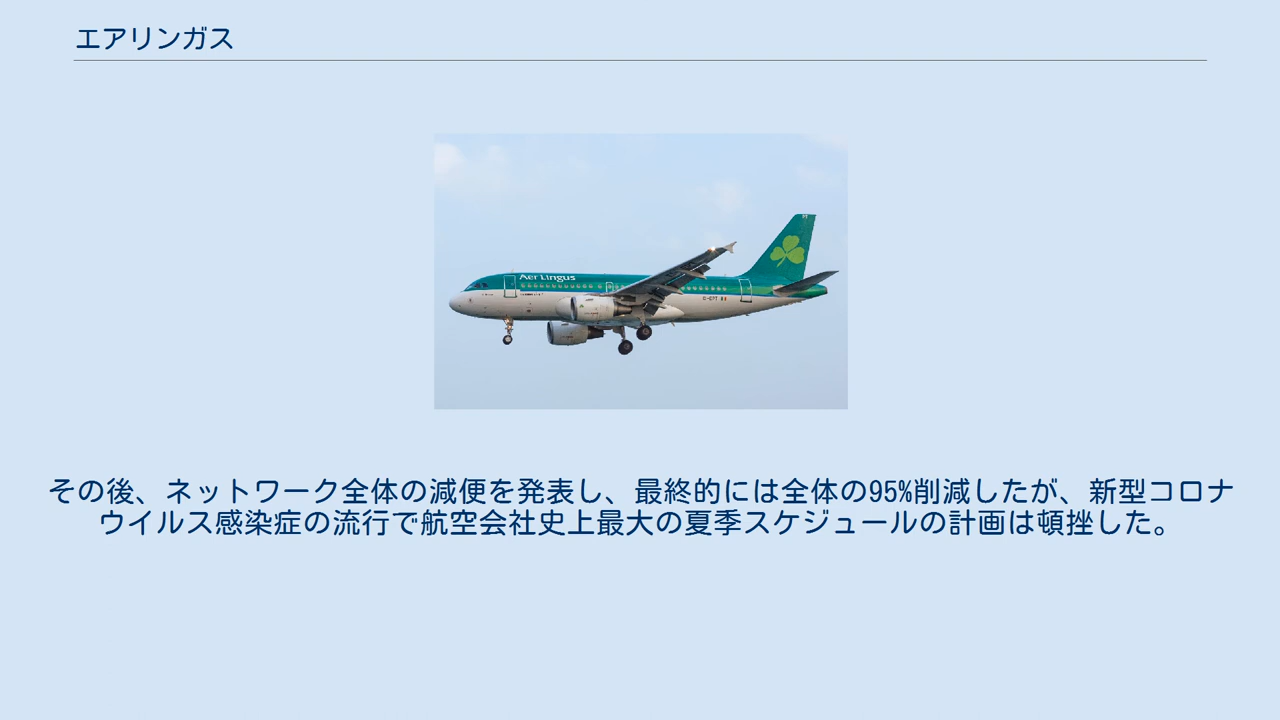 エアリンガス
Aer Lingus
その後、ネットワーク全体の減便を発表し、最終的には全体の95%削減したが、新型コロナ
ウイルス感染症の流行で航空会社史上最大の夏季スケジュールの計画は頓挫した。